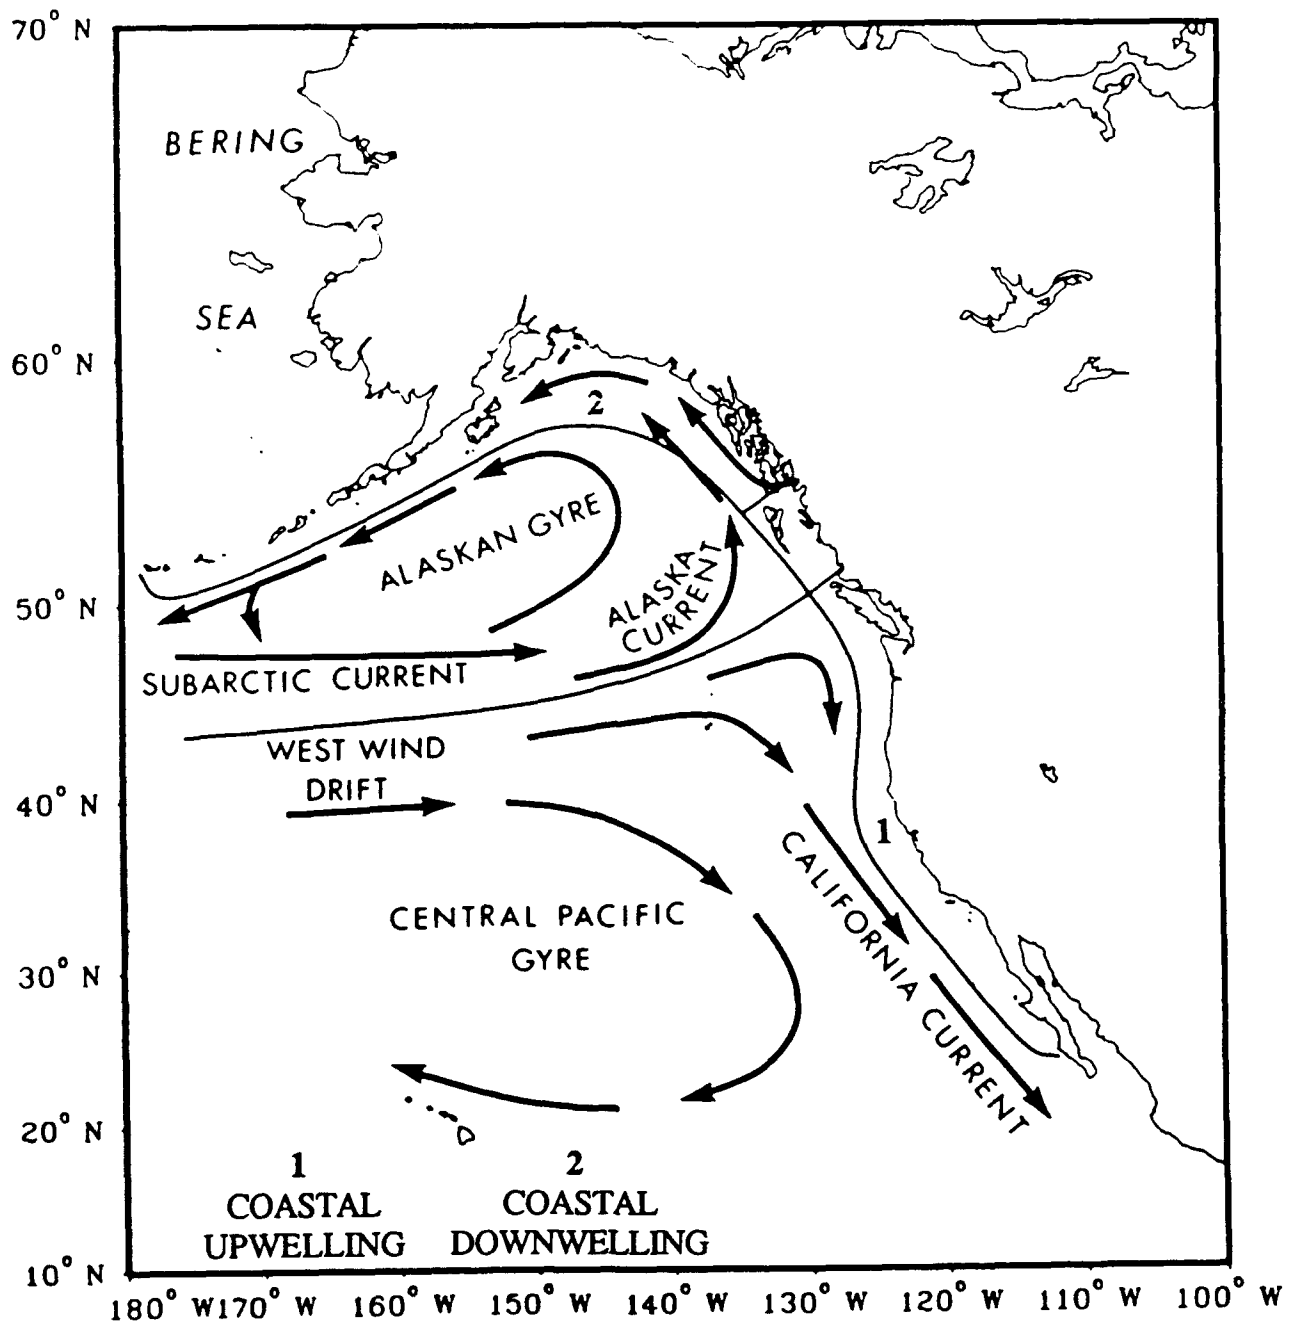 70° N
BERING
SEA
60° N
2
ALASKAN GYRE
ALASKA
CURRENT
50° N
SUBARCTIC CURRENT
WEST WIND
DRIFT
40° N
1
CALIFORNIA CURRENT
CENTRAL PACIFIC
GYRE
30° N
20° N
1
COASTAL
UPWELLING
2
COASTAL
DOWNWELLING
10° N
180° W 170° W 160° W 150° W 140° W 130° W 120° W 110° W 100° W